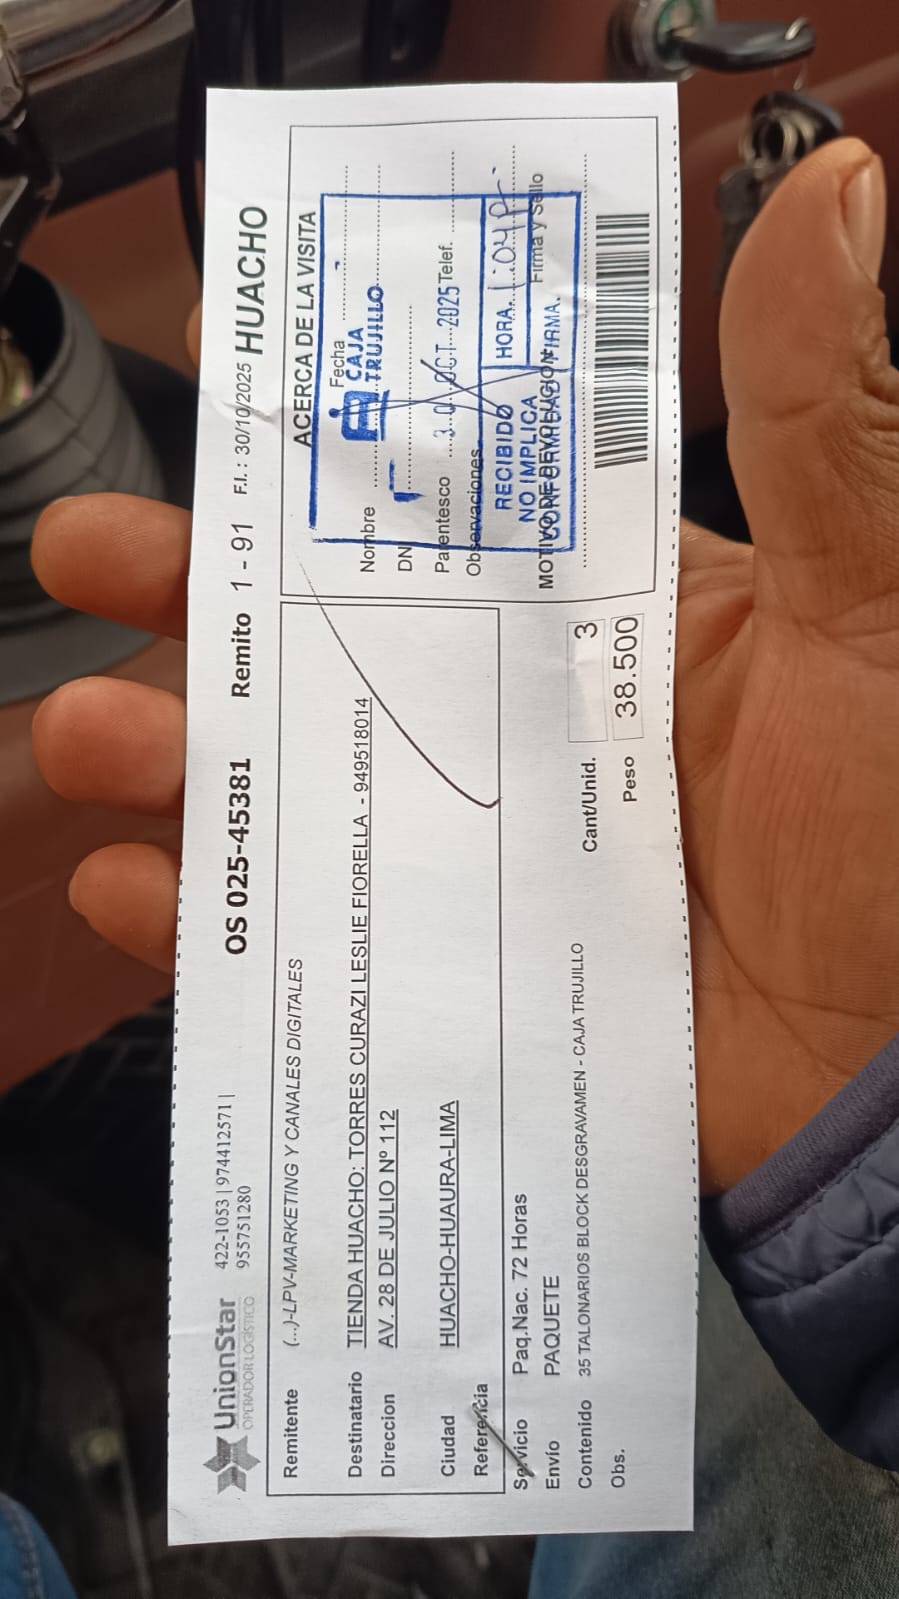 UnionStar
OPERADOR LOGÍSTICO
422-1053 | 974412571 |
955751280
OS 025-45381
Remito 1 - 91
F.I.: 30/10/2025
HUACHO
Remitente (...)-LPV-MARKETING Y CANALES DIGITALES
Destinatario TIENDA HUACHO: TORRES CURAZI LESLIE FIORELLA - 949518014
Direccion AV. 28 DE JULIO Nº 112
Ciudad HUACHO-HUAURA-LIMA
Referencia
Servicio Paq.Nac. 72 Horas
Envío PAQUETE
Contenido 35 TALONARIOS BLOCK DESGRAVAMEN - CAJA TRUJILLO
Obs.
Cant/Unid. 3
Peso 38.500
ACERCA DE LA VISITA
Fecha
Nombre
DNI
Parentesco
Telef.
Observaciones
Firma y Sello
MOTIVO DE DEVOLUCION
CAJA
TRUJILLO
30 OCT. 2025
RECIBIDO
HORA.
NO IMPLICA
CONFORMIDAD
FIRMA.